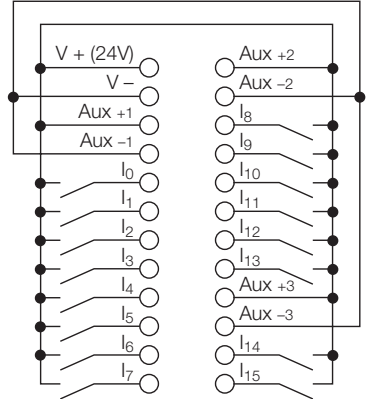 V + (24V)
V –
Aux +1
Aux –1
I0
I1
I2
I3
I4
I5
I6
I7
Aux +2
Aux –2
I8
I9
I10
I11
I12
I13
Aux +3
Aux –3
I14
I15